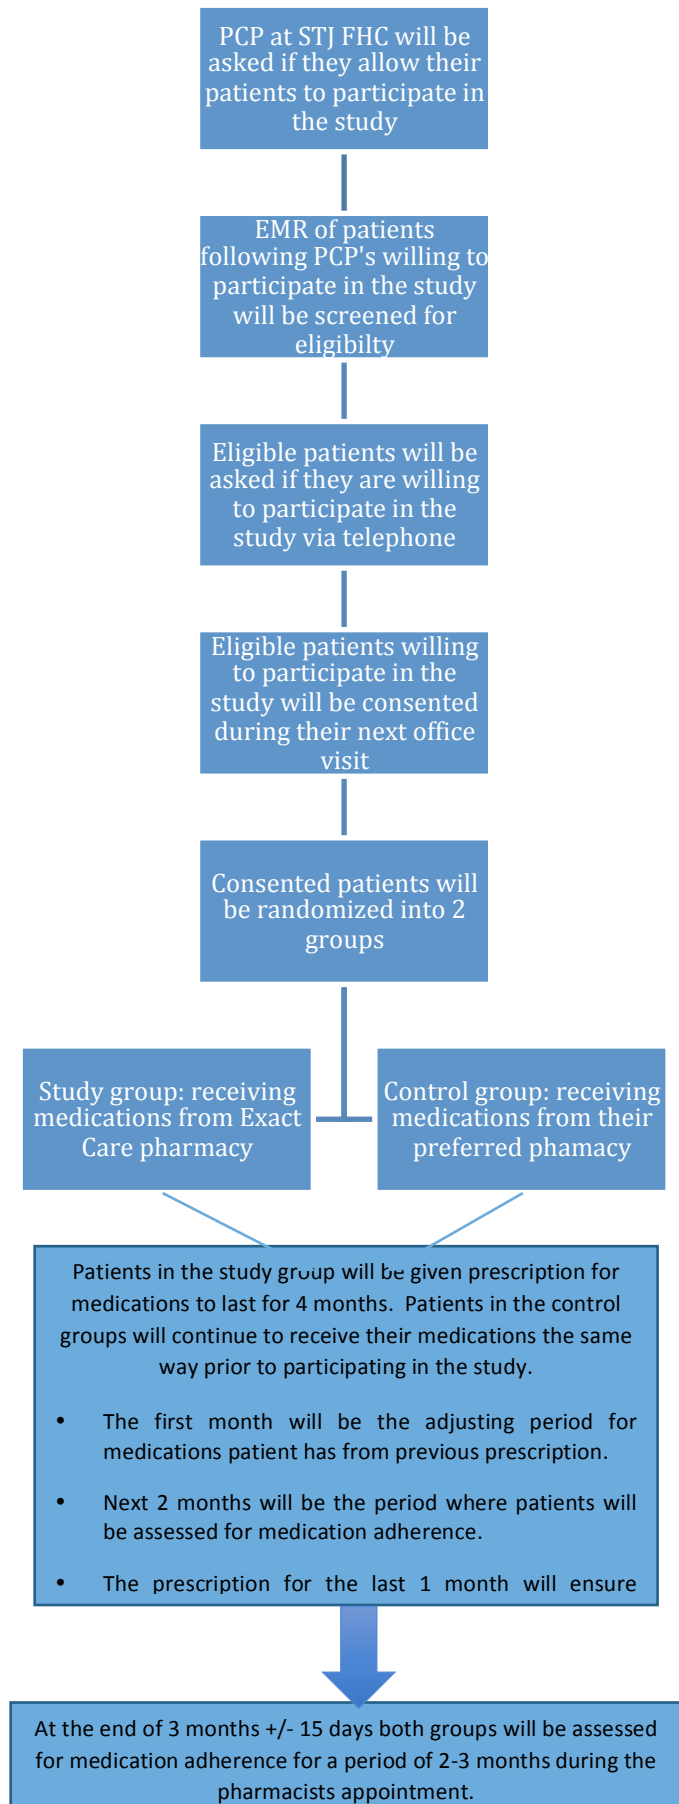 PCP at STJ FHC will be
asked if they allow their
patients to participate in
the study
EMR of patients
following PCP's willing to
participate in the study
will be screened for
eligibilty
Eligible patients will be
asked if they are willing
to participate in the
study via telephone
Eligible patients willing
to participate in the
study will be consented
during their next office
visit
Consented patients will
be randomized into 2
groups
Study group: receiving
medications from Exact
Care pharmacy
Control group: receiving
medications from their
preferred phamacy
Patients in the study group will be given prescription for
medications to last for 4 months. Patients in the control
groups will continue to receive their medications the same
way prior to participating in the study.
• The first month will be the adjusting period for
medications patient has from previous prescription.
• Next 2 months will be the period where patients will
be assessed for medication adherence.
• The prescription for the last 1 month will ensure
At the end of 3 months +/- 15 days both groups will be assessed
for medication adherence for a period of 2-3 months during the
pharmacists appointment.